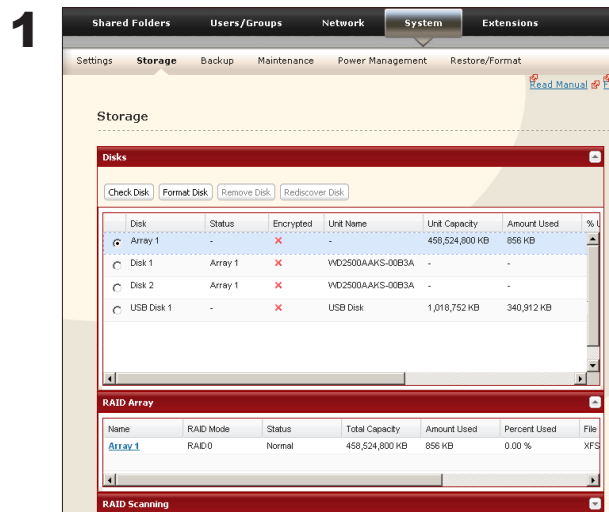 1
Shared Folders Users/Groups Network System Extensions
Settings Storage Backup Maintenance Power Management Restore/Format
Read Manual
Storage
Disks
Check Disk Format Disk Remove Disk Rediscover Disk
Disk Status Encrypted Unit Name Unit Capacity Amount Used %
Array 1 - - 458,524,800 KB 856 KB
Disk 1 Array 1 WD2500AAKS-00B3A - -
Disk 2 Array 1 WD2500AAKS-00B3A - -
USB Disk 1 - USB Disk 1,018,752 KB 340,912 KB
RAID Array
Name RAID Mode Status Total Capacity Amount Used Percent Used File
Array 1 RAID0 Normal 458,524,800 KB 856 KB 0.00 % XFS
RAID Scanning